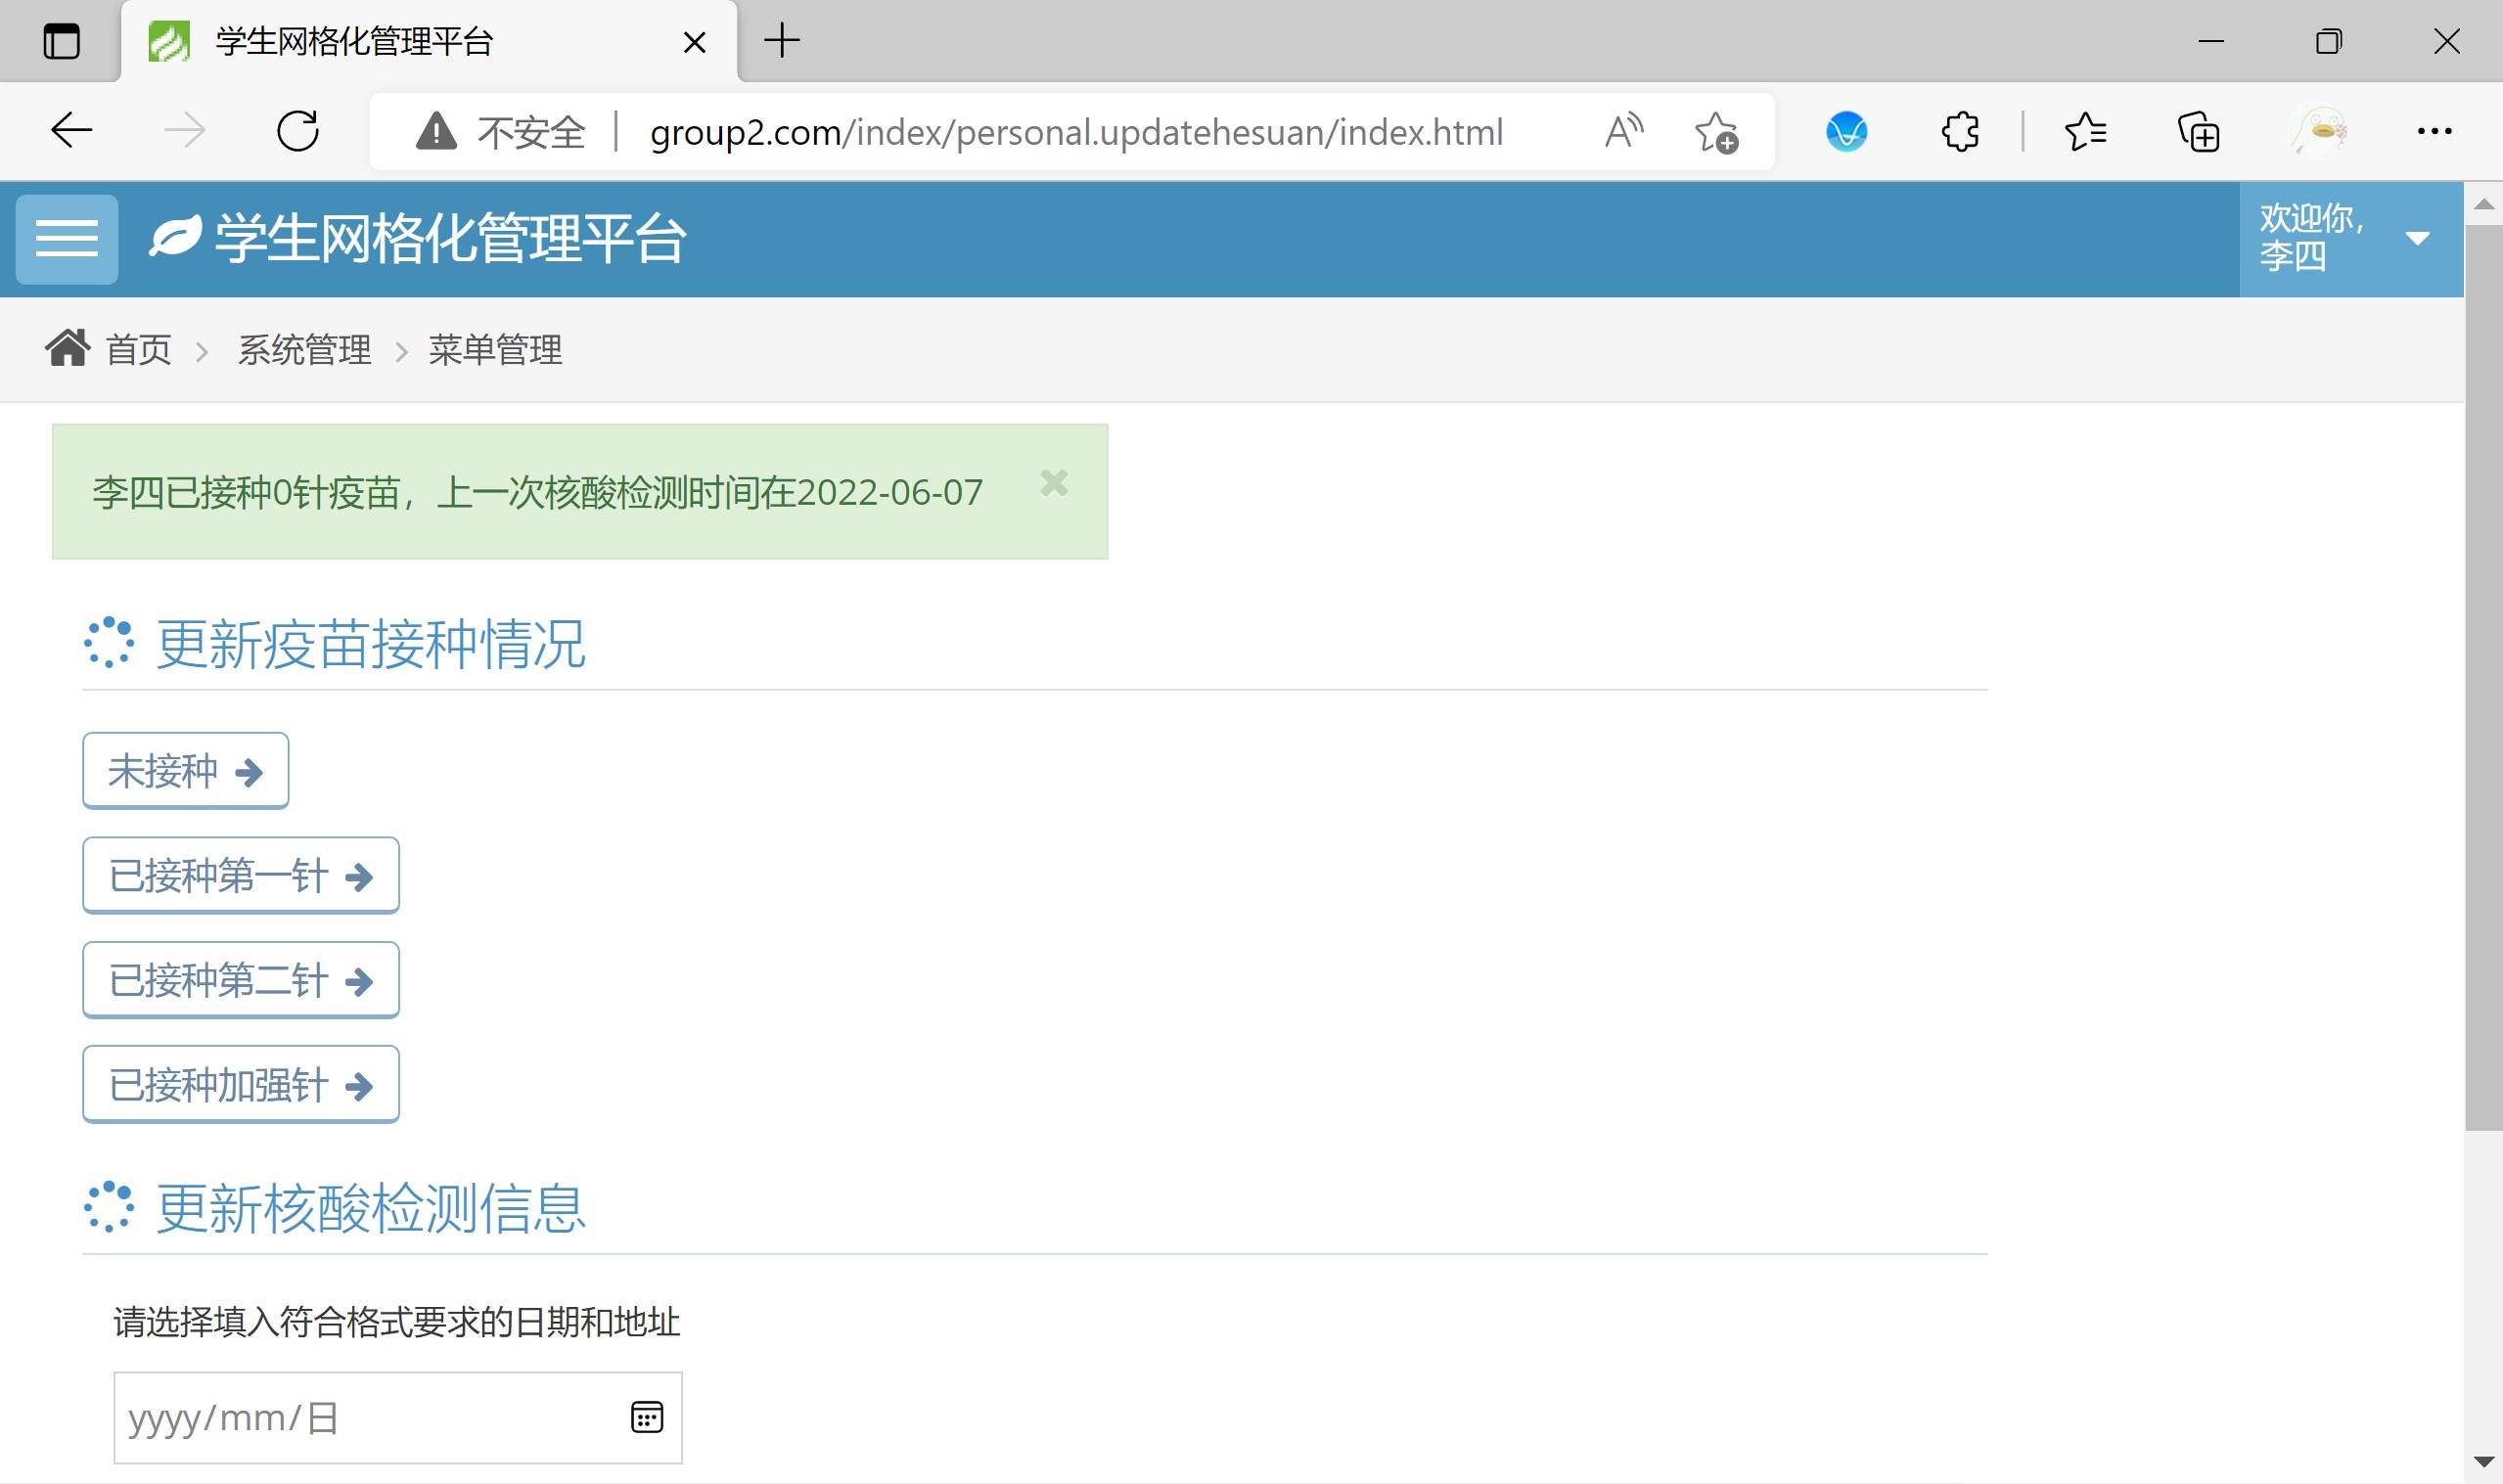 学生网格化管理平台
不安全
group2.com/index/personal.updatehesuan/index.html
学生网格化管理平台
欢迎你,
李四
首页 系统管理 菜单管理
李四已接种0针疫苗，上一次核酸检测时间在2022-06-07
更新疫苗接种情况
未接种
已接种第一针
已接种第二针
已接种加强针
更新核酸检测信息
请选择填入符合格式要求的日期和地址
yyyy/mm/日